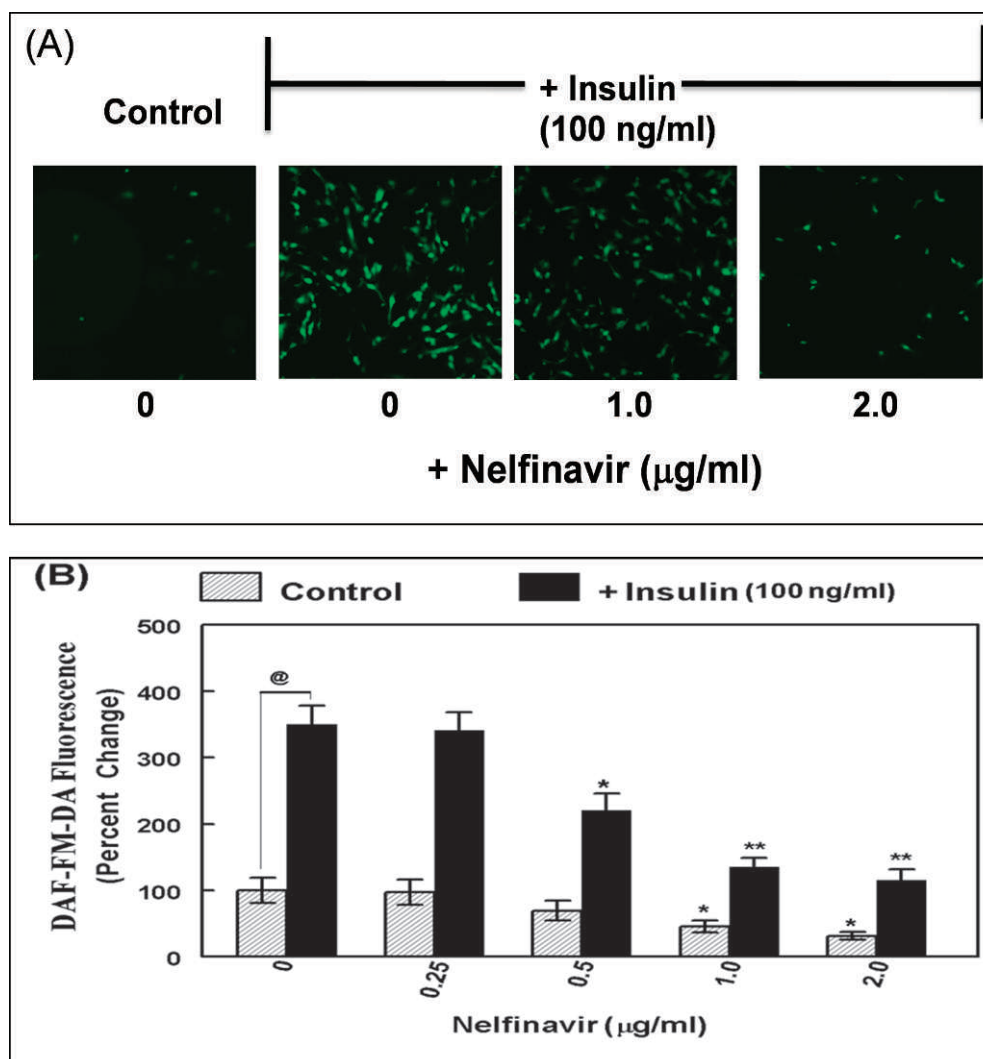 (A)
Control
+ Insulin
(100 ng/ml)
0
0
1.0
2.0
+ Nelfinavir (μg/ml)
(B)
Control
+ Insulin (100 ng/ml)
DAF-FM-DA Fluorescence
(Percent Change)
500
400
300
200
100
0
@
*
**
**
*
*
0
0.25
0.5
1.0
2.0
Nelfinavir (μg/ml)